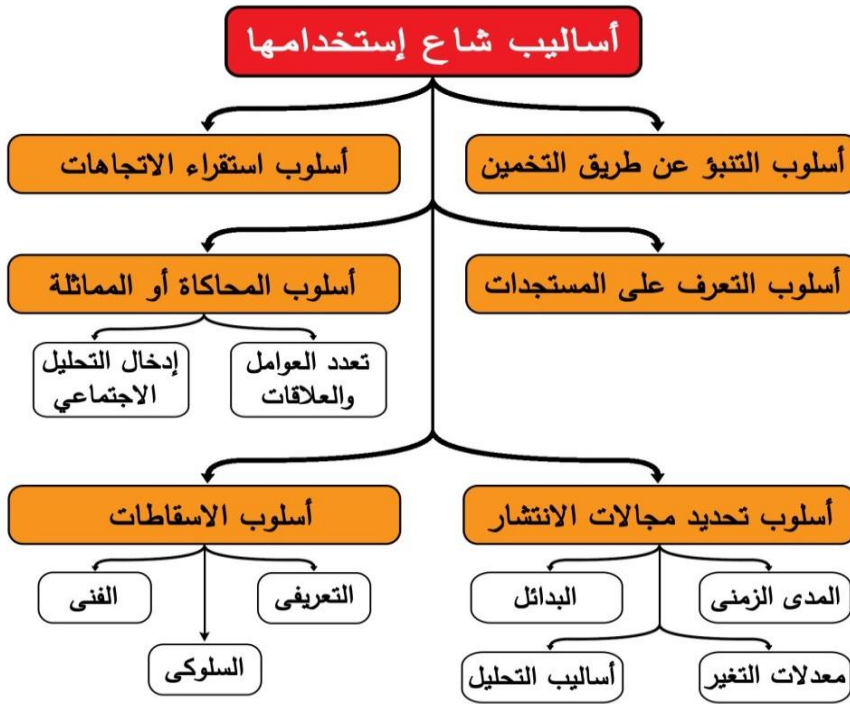 أساليب شاع إستخدامها
أسلوب التنبؤ عن طريق التخمين
أسلوب استقراء الاتجاهات
أسلوب التعرف على المستجدات
أسلوب المحاكاة أو المماثلة
تعدد العوامل
والعلاقات
إدخال التحليل
الاجتماعي
أسلوب تحديد مجالات الانتشار
المدى الزمنى
البدائل
معدلات التغير
أساليب التحليل
أسلوب الاسقاطات
التعريفى
الفنى
السلوكى